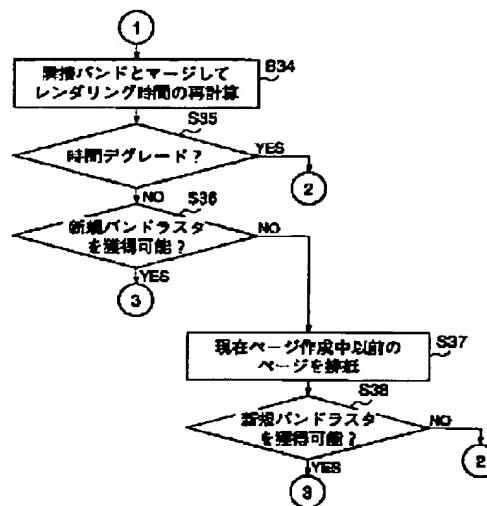 1
隣接バンドとマージして
レンダリング時間の再計算
S34
時間デグレード？
S35
YES
2
NO
新規バンドラスタ
を獲得可能？
S36
NO
YES
3
現在ページ作成中以前の
ページを排紙
S37
新規バンドラスタ
を獲得可能？
S38
NO
2
YES
3